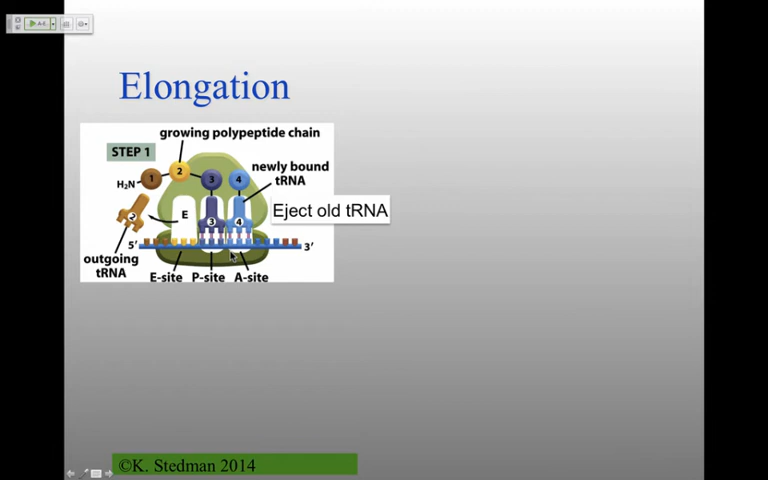 Elongation
growing polypeptide chain
STEP 1
newly bound
tRNA
H₂N
1
2
3
4
E
2
3
4
Eject old tRNA
5′
3′
outgoing
tRNA
E-site P-site A-site
©K. Stedman 2014